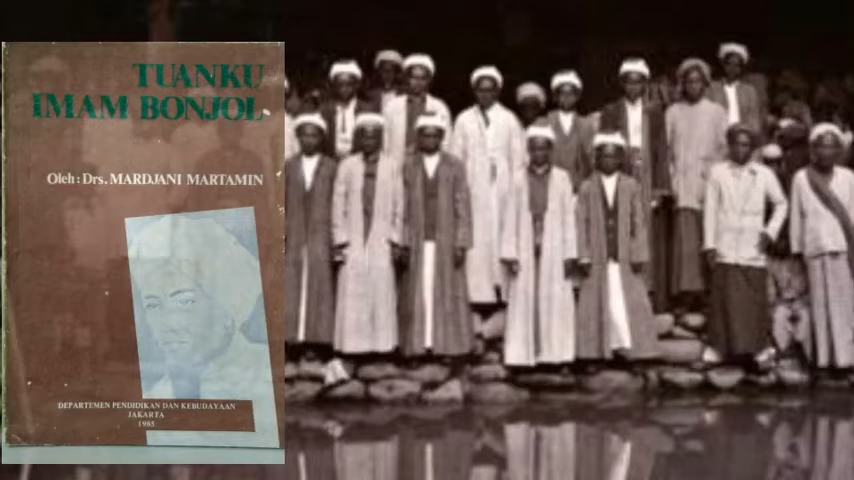 TUANKU
IMAM BONJOL
Oleh : Drs. MARDJANI MARTAMIN
DEPARTEMEN PENDIDIKAN DAN KEBUDAYAAN
JAKARTA
1985